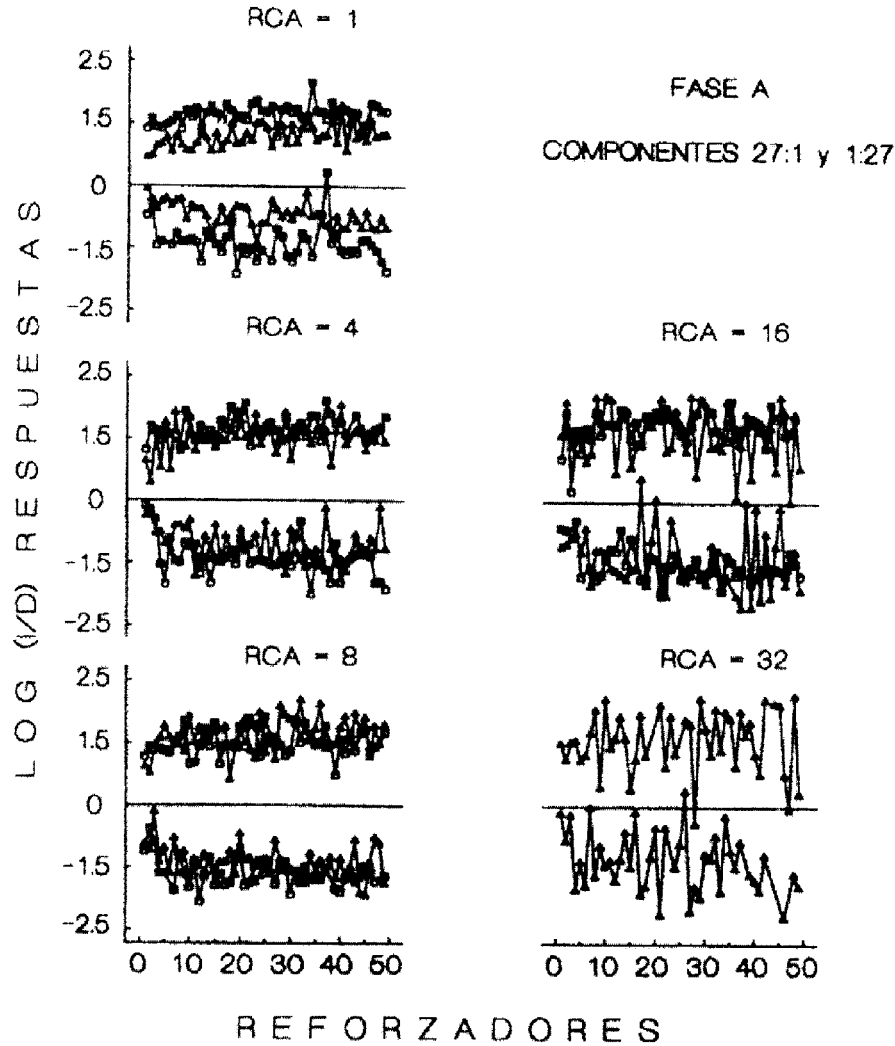 RCA = 1
FASE A
COMPONENTES 27:1 y 1:27
2.5
1.5
0
-1.5
-2.5
RCA = 4
2.5
1.5
0
-1.5
-2.5
RCA = 16
RCA = 8
2.5
1.5
0
-1.5
-2.5
RCA = 32
0 10 20 30 40 50
0 10 20 30 40 50
LOG (I/D) RESPUESTAS
REFORZADORES